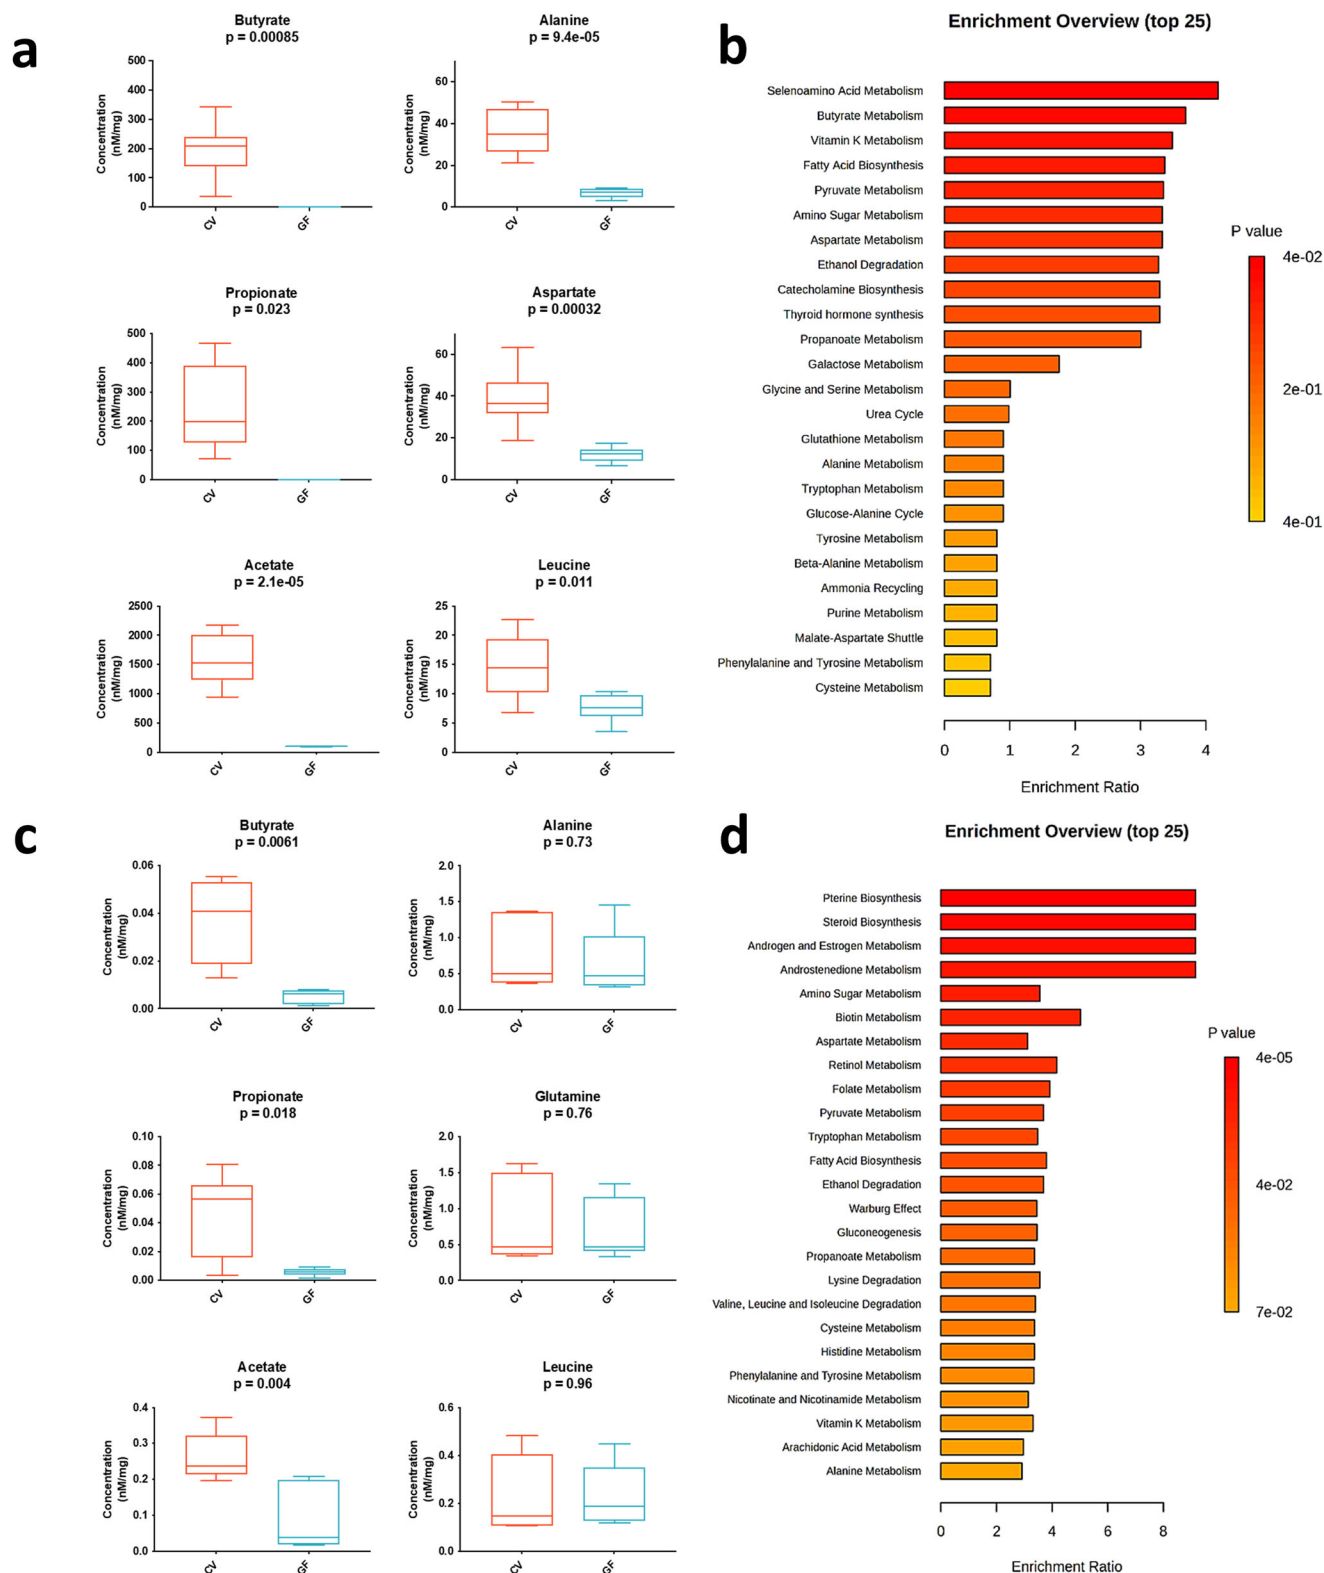 a
Butyrate
p = 0.00085
Concentration
(nM/mg)
500
400
300
200
100
0
CV
GF
Alanine
p = 9.4e-05
Concentration
(nM/mg)
60
40
20
0
CV
GF
Propionate
p = 0.023
Concentration
(nM/mg)
500
400
300
200
100
0
CV
GF
Aspartate
p = 0.00032
Concentration
(nM/mg)
60
40
20
0
CV
GF
Acetate
p = 2.1e-05
Concentration
(nM/mg)
2500
2000
1500
1000
500
0
CV
GF
Leucine
p = 0.011
Concentration
(nM/mg)
25
20
15
10
5
0
CV
GF
b
Enrichment Overview (top 25)
Selenoamino Acid Metabolism
Butyrate Metabolism
Vitamin K Metabolism
Fatty Acid Biosynthesis
Pyruvate Metabolism
Amino Sugar Metabolism
Aspartate Metabolism
Ethanol Degradation
Catecholamine Biosynthesis
Thyroid hormone synthesis
Propanoate Metabolism
Galactose Metabolism
Glycine and Serine Metabolism
Urea Cycle
Glutathione Metabolism
Alanine Metabolism
Tryptophan Metabolism
Glucose-Alanine Cycle
Tyrosine Metabolism
Beta-Alanine Metabolism
Ammonia Recycling
Purine Metabolism
Malate-Aspartate Shuttle
Phenylalanine and Tyrosine Metabolism
Cysteine Metabolism
0 1 2 3 4
Enrichment Ratio
P value
4e-02
2e-01
4e-01
c
Butyrate
p = 0.0061
Concentration
(nM/mg)
0.06
0.04
0.02
0.00
CV
GF
Alanine
p = 0.73
Concentration
(nM/mg)
2.0
1.5
1.0
0.5
0.0
CV
GF
Propionate
p = 0.018
Concentration
(nM/mg)
0.10
0.08
0.06
0.04
0.02
0.00
CV
GF
Glutamine
p = 0.76
Concentration
(nM/mg)
2.0
1.5
1.0
0.5
0.0
CV
GF
Acetate
p = 0.004
Concentration
(nM/mg)
0.4
0.3
0.2
0.1
0.0
CV
GF
Leucine
p = 0.96
Concentration
(nM/mg)
0.6
0.4
0.2
0.0
CV
GF
d
Enrichment Overview (top 25)
Pterine Biosynthesis
Steroid Biosynthesis
Androgen and Estrogen Metabolism
Androstenedione Metabolism
Amino Sugar Metabolism
Biotin Metabolism
Aspartate Metabolism
Retinol Metabolism
Folate Metabolism
Pyruvate Metabolism
Tryptophan Metabolism
Fatty Acid Biosynthesis
Ethanol Degradation
Warburg Effect
Gluconeogenesis
Propanoate Metabolism
Lysine Degradation
Valine, Leucine and Isoleucine Degradation
Cysteine Metabolism
Histidine Metabolism
Phenylalanine and Tyrosine Metabolism
Nicotinate and Nicotinamide Metabolism
Vitamin K Metabolism
Arachidonic Acid Metabolism
Alanine Metabolism
0 2 4 6 8
Enrichment Ratio
P value
4e-05
4e-02
7e-02